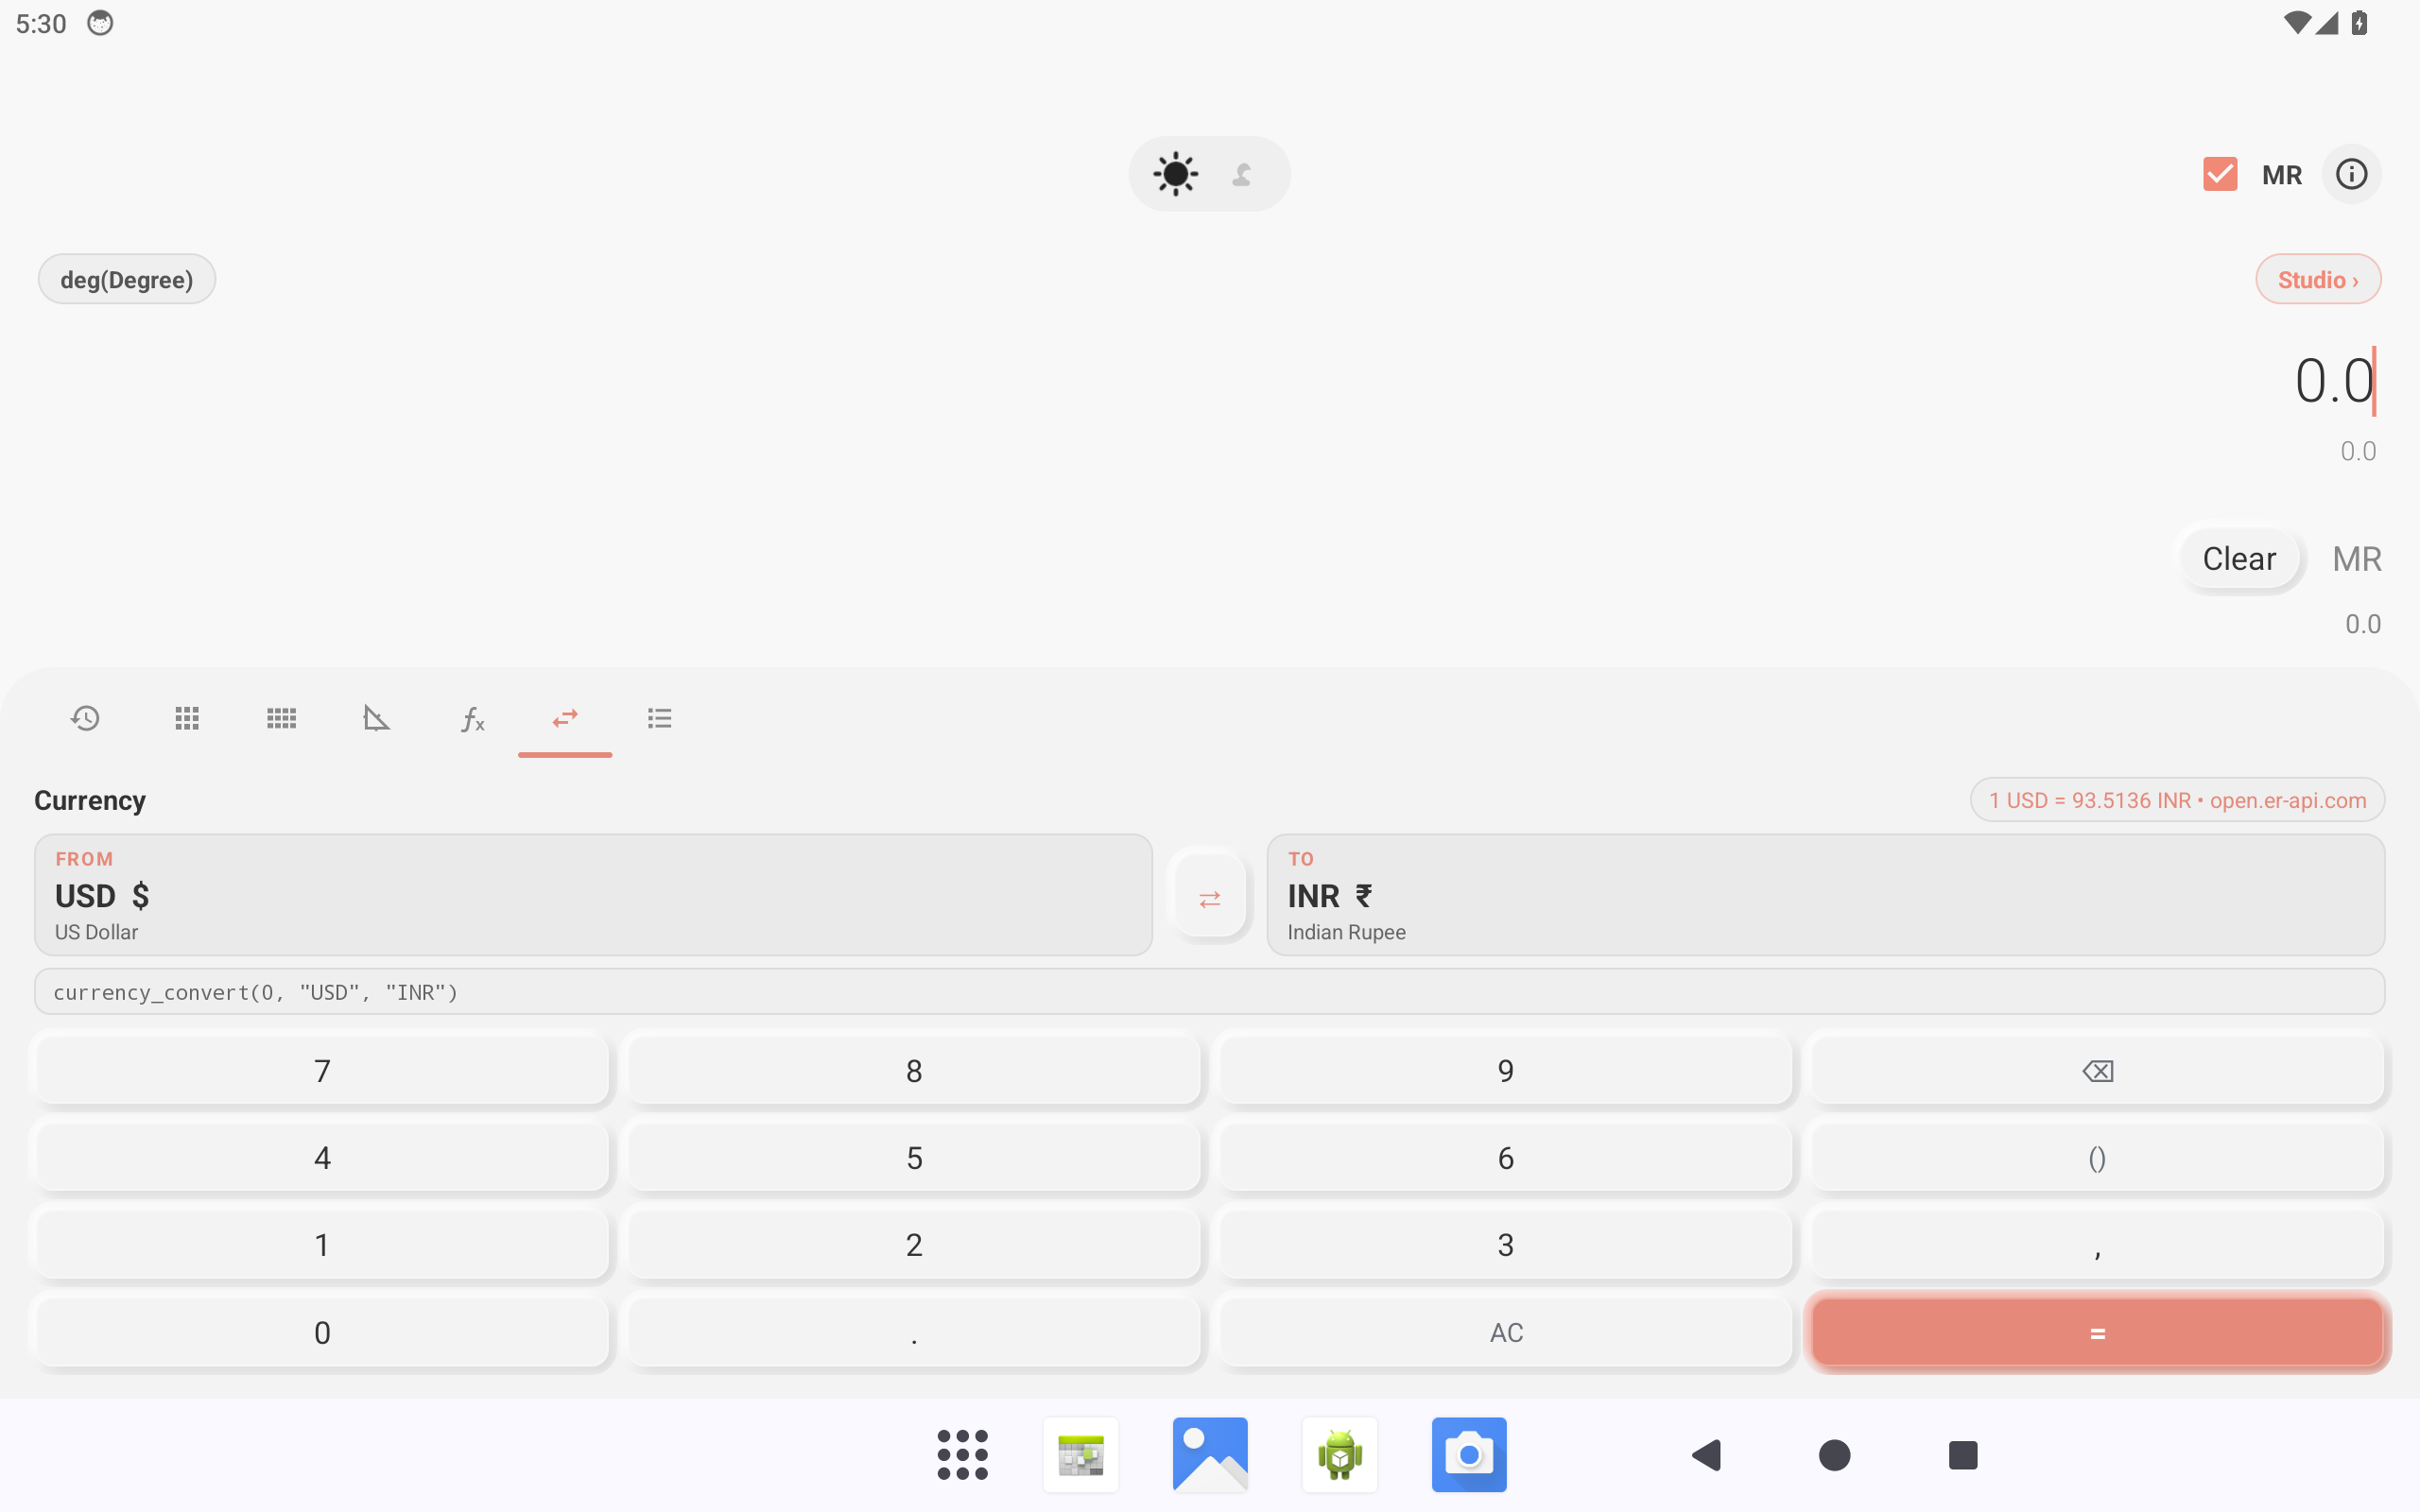 5:30
MR
deg(Degree)
Studio ›
0.0
0.0
Clear MR
0.0
fx
Currency
1 USD = 93.5136 INR • open.er-api.com
FROM
USD $
US Dollar
⇄
TO
INR ₹
Indian Rupee
currency_convert(0, "USD", "INR")
7 8 9 ⌫
4 5 6 ()
1 2 3 ,
0 . AC =